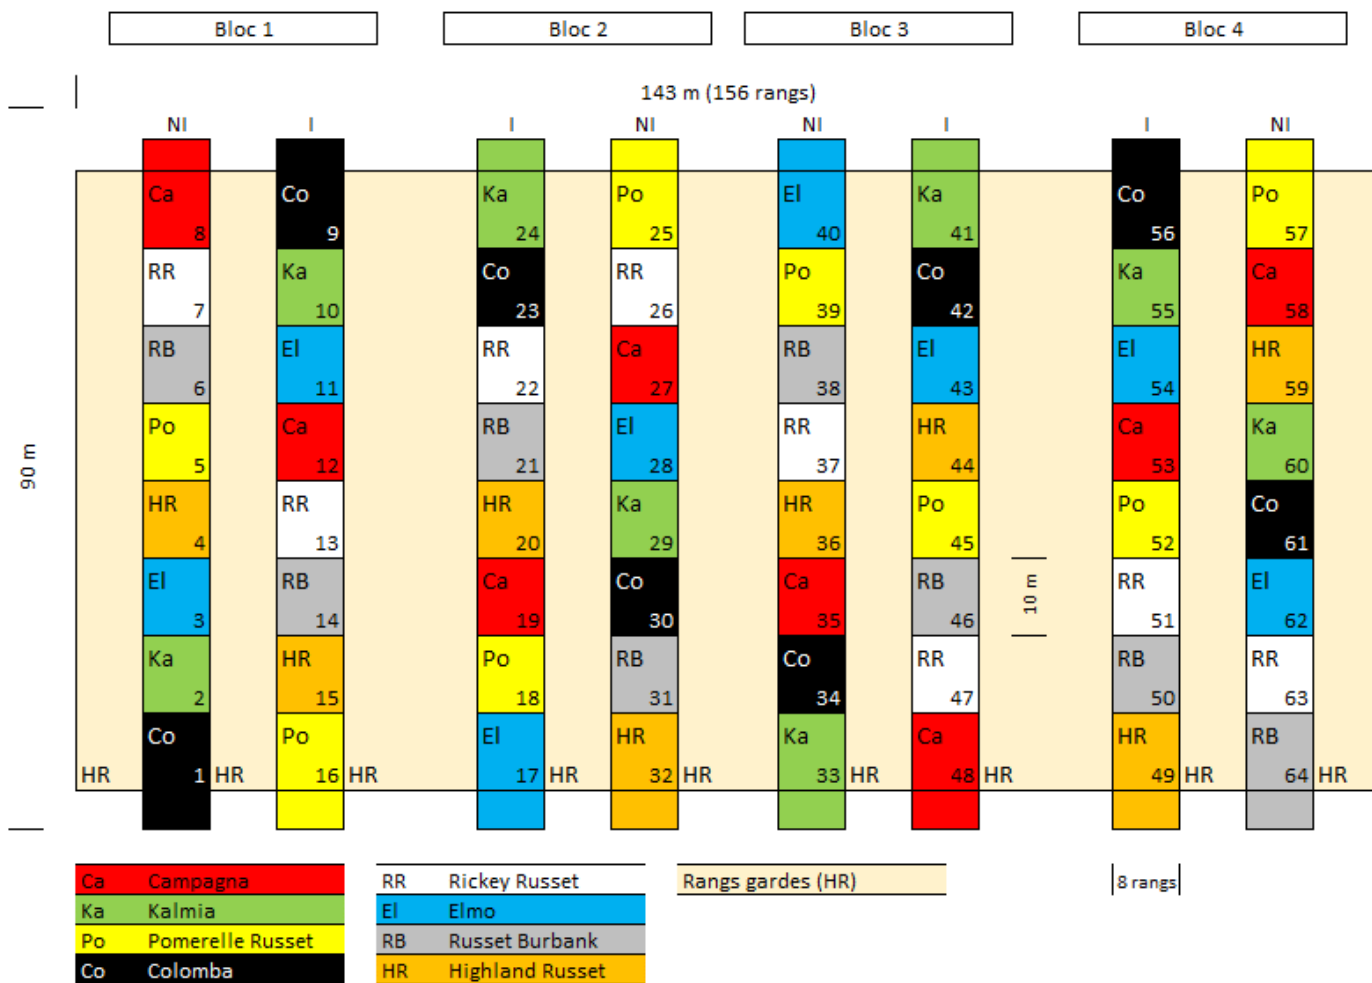 Bloc 1 Bloc 2 Bloc 3 Bloc 4
143 m (156 rangs)
NI I I NI NI I I NI
Ca Co Ka Po El Ka Co Po
8 9 24 25 40 41 56 57
RR Ka Co RR Po Co Ka Ca
7 10 23 26 39 42 55 58
RB El RR Ca RB El El HR
6 11 22 27 38 43 54 59
Po Ca RB El RR HR Ca Ka
5 12 21 28 37 44 53 60
90 m
HR RR HR Ka HR Po Po Co
4 13 20 29 36 45 52 61
El RB Ca Co Ca RB RR El
3 14 19 30 35 46 51 62
10 m
Ka HR Po RB Co RR RB RR
2 15 18 31 34 47 50 63
Co Po El HR Ka Ca HR RB
HR 1 HR 16 HR 17 HR 32 HR 33 HR 48 HR 49 HR 64 HR
Ca Campagna RR Rickey Russet Rangs gardes (HR) 8 rangs
Ka Kalmia El Elmo
Po Pomerelle Russet RB Russet Burbank
Co Colomba HR Highland Russet